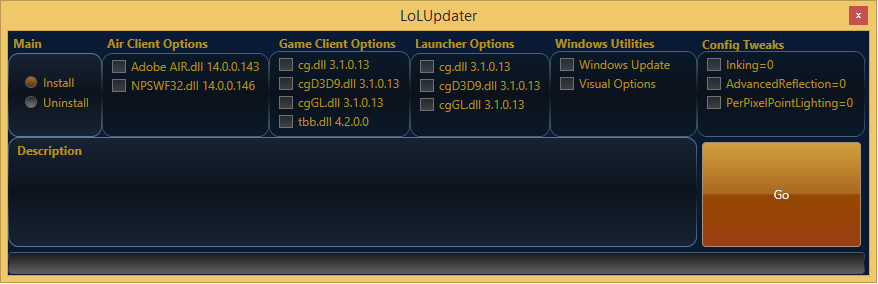 LoLUpdater
x
Main
Install
Uninstall
Air Client Options
Adobe AIR.dll 14.0.0.143
NPSWF32.dll 14.0.0.146
Game Client Options
cg.dll 3.1.0.13
cgD3D9.dll 3.1.0.13
cgGL.dll 3.1.0.13
tbb.dll 4.2.0.0
Launcher Options
cg.dll 3.1.0.13
cgD3D9.dll 3.1.0.13
cgGL.dll 3.1.0.13
Windows Utilities
Windows Update
Visual Options
Config Tweaks
Inking=0
AdvancedReflection=0
PerPixelPointLighting=0
Description
Go